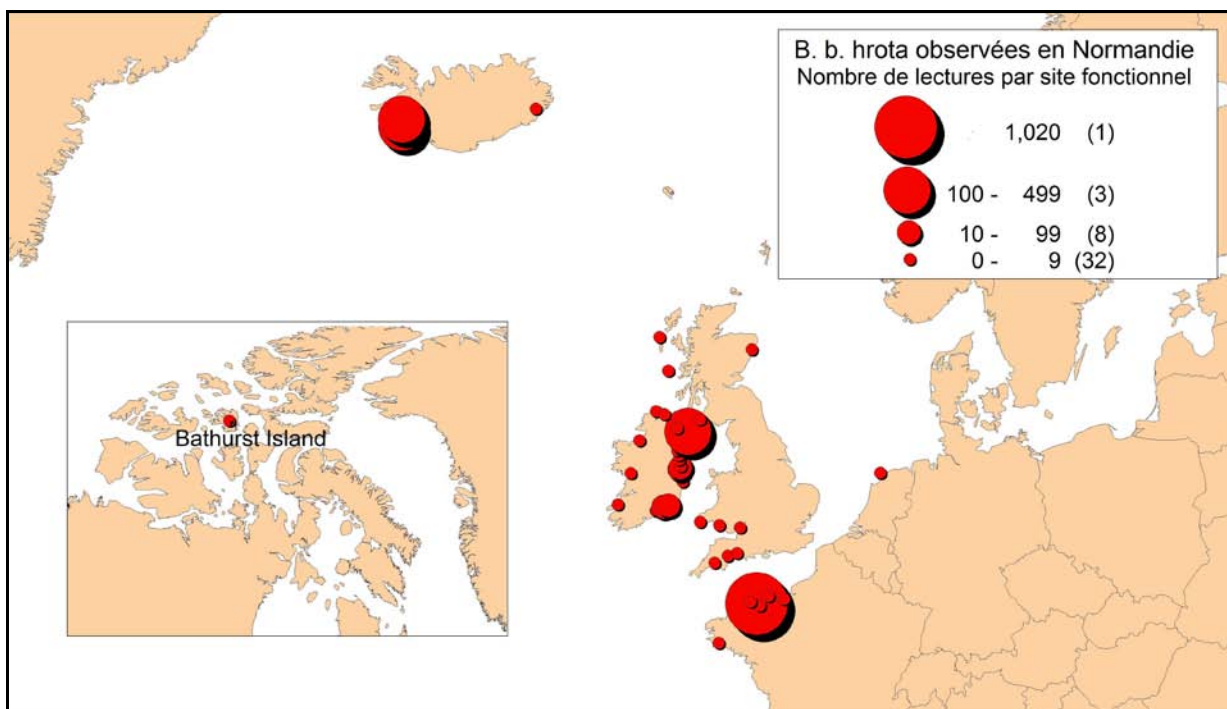 B. b. hrota observées en Normandie
Nombre de lectures par site fonctionnel
1,020 (1)
100 - 499 (3)
10 - 99 (8)
0 - 9 (32)
Bathurst Island